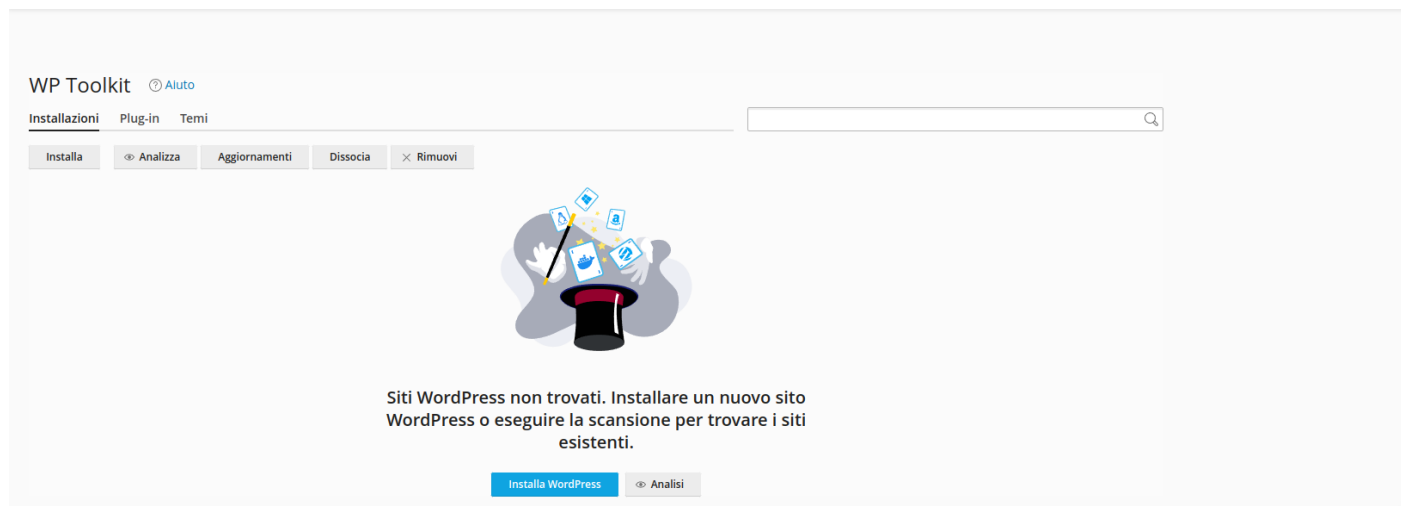 WP Toolkit ? Aiuto
Installazioni Plug-in Temi
Installa Analizza Aggiornamenti Dissocia Rimuovi
a
Siti WordPress non trovati. Installare un nuovo sito
WordPress o eseguire la scansione per trovare i siti
esistenti.
Installa WordPress Analisi